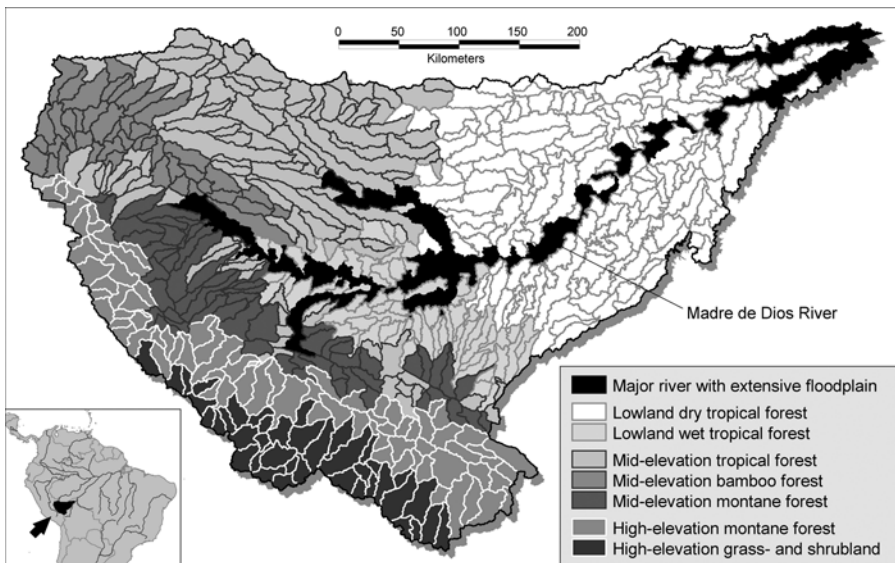 0 50 100 150 200
Kilometers
Madre de Dios River
Major river with extensive floodplain
Lowland dry tropical forest
Lowland wet tropical forest
Mid-elevation tropical forest
Mid-elevation bamboo forest
Mid-elevation montane forest
High-elevation montane forest
High-elevation grass- and shrubland